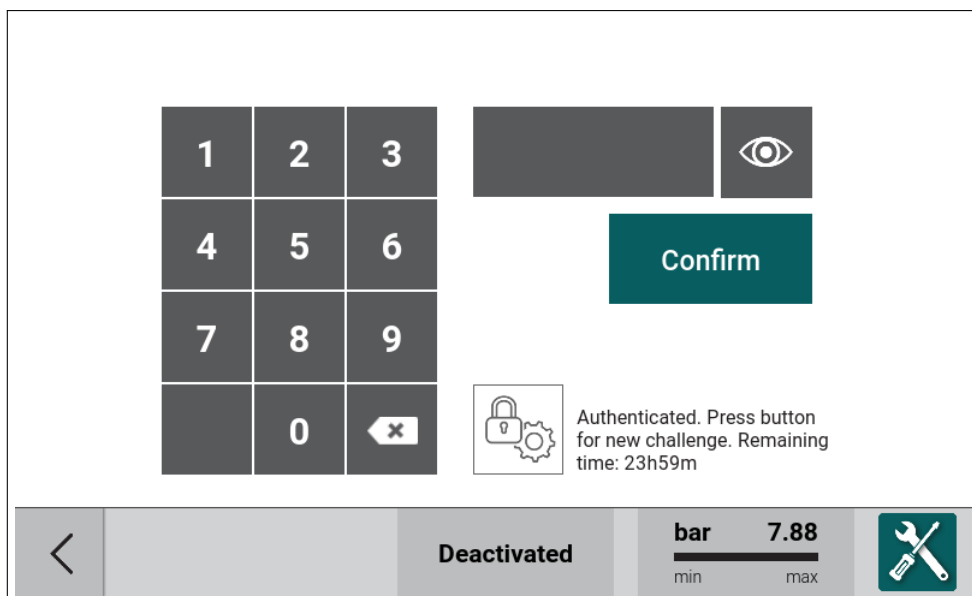 1 2 3
4 5 6
Confirm
7 8 9
0
Authenticated. Press button
for new challenge. Remaining
time: 23h59m
Deactivated
bar 7.88
min max